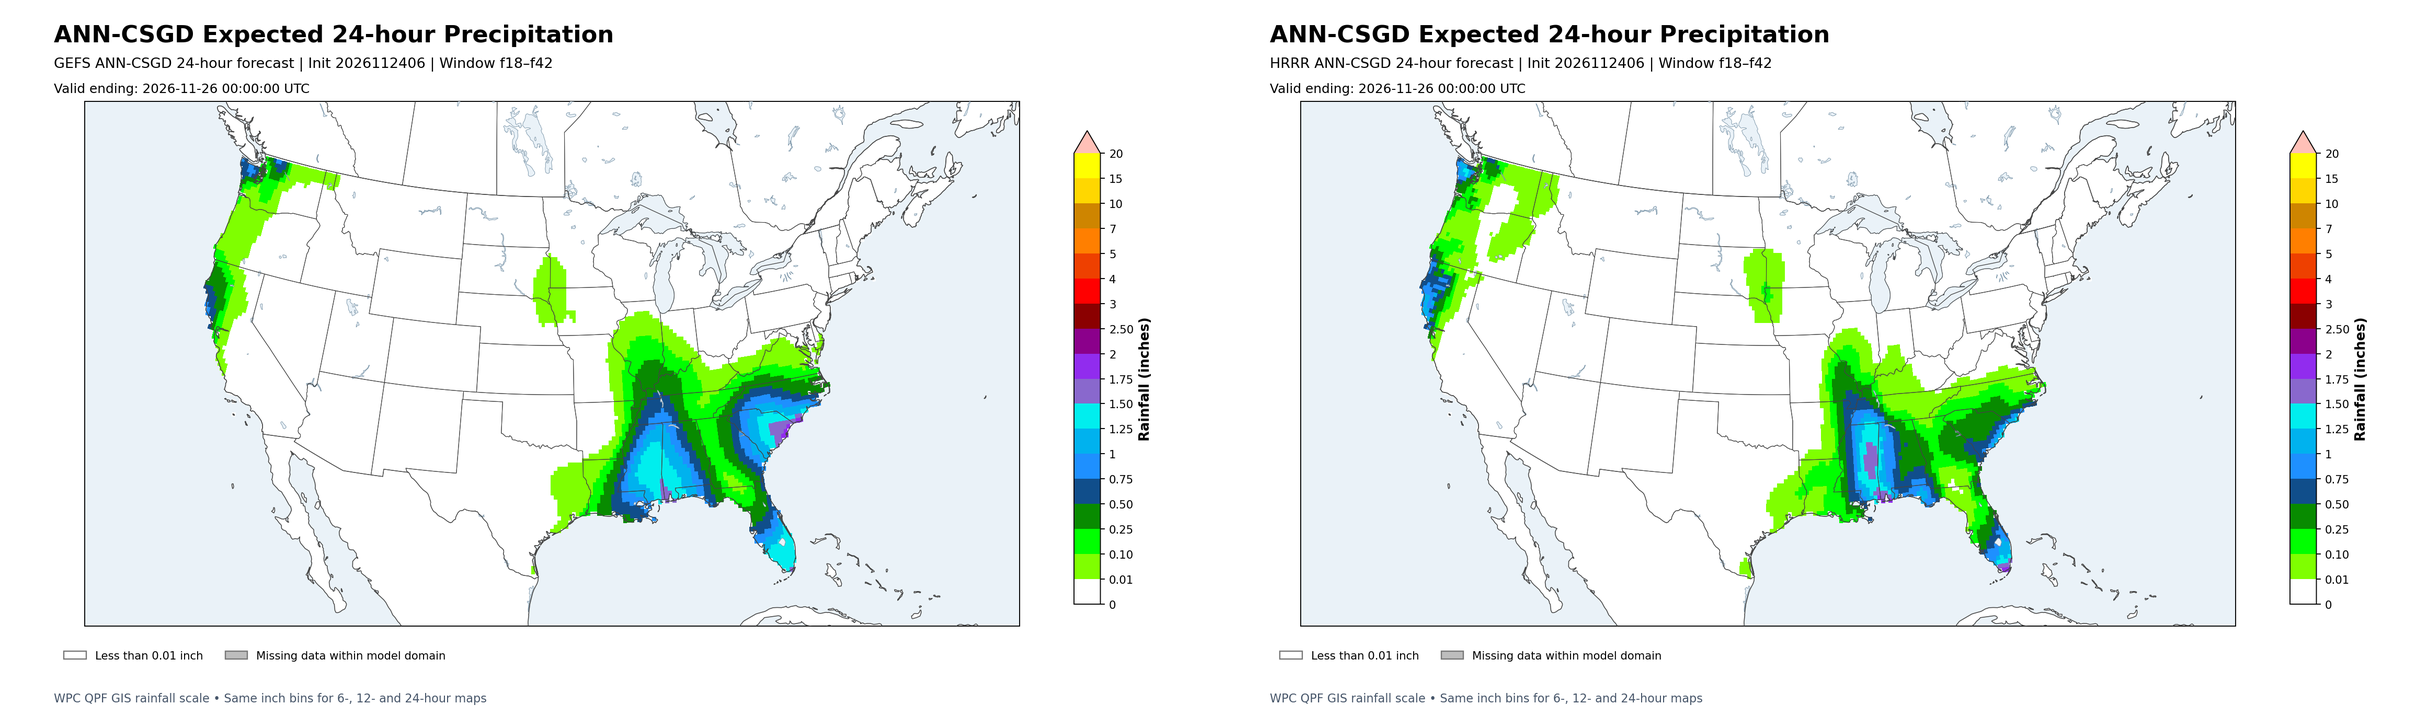 ANN-CSGD Expected 24-hour Precipitation
GEFS ANN-CSGD 24-hour forecast | Init 2026112406 | Window f18–f42
Valid ending: 2026-11-26 00:00:00 UTC
20
15
10
7
5
4
3
2.50
2
1.75
1.50
1.25
1
0.75
0.50
0.25
0.10
0.01
0
Rainfall (inches)
Less than 0.01 inch
Missing data within model domain
WPC QPF GIS rainfall scale • Same inch bins for 6-, 12- and 24-hour maps
ANN-CSGD Expected 24-hour Precipitation
HRRR ANN-CSGD 24-hour forecast | Init 2026112406 | Window f18–f42
Valid ending: 2026-11-26 00:00:00 UTC
20
15
10
7
5
4
3
2.50
2
1.75
1.50
1.25
1
0.75
0.50
0.25
0.10
0.01
0
Rainfall (inches)
Less than 0.01 inch
Missing data within model domain
WPC QPF GIS rainfall scale • Same inch bins for 6-, 12- and 24-hour maps